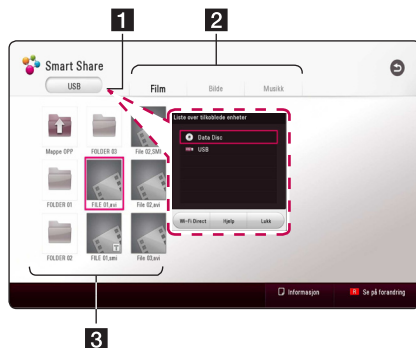 1
2
Smart Share
USB
Film
Bilde
Musikk
Liste over tilkoblede enheter
Data Disc
USB
Wi-Fi Direct
Hjelp
Lukk
Mappe OPP
FOLDER 03
File 02,SMI
FOLDER 01
FILE 01,avi
File 02,avi
FOLDER 02
FILE 01,smi
File 03,avi
T
Informasjon
R Se på forandring
3